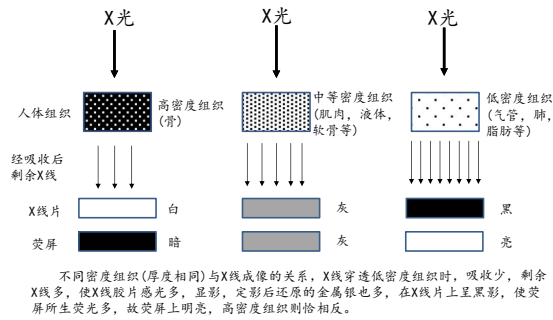 X光 X光 X光
人体组织 高密度组织 中等密度组织 低密度组织
(骨) (肌肉，液体， (气管，肺，
软骨等) 脂肪等)
经吸收后
剩余X线
X线片 白 灰 黑
荧屏 暗 灰 亮
不同密度组织(厚度相同)与X线成像的关系，X线穿透低密度组织时，吸收少，剩余
X线多，使X线胶片感光多，显影，定影后还原的金属银也多，在X线片上呈黑影，使荧
屏所生荧光多，故荧屏上明亮，高密度组织则恰相反。